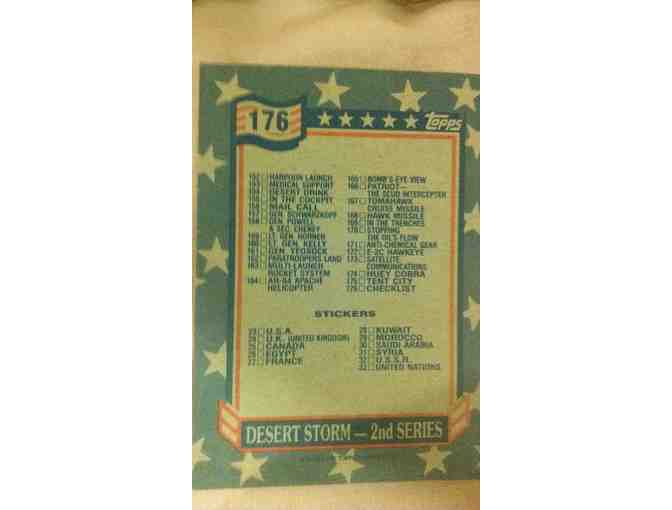 176
topps
152 HARPOON LAUNCH
153 MEDICAL SUPPORT
154 DESERT DRINK
155 IN THE COCKPIT
156 MAIL CALL
157 GEN. SCHWARZKOPF
158 GEN. POWELL
& SEC. CHENEY
159 LT. GEN. HORNER
160 LT. GEN. KELLY
161 GEN. YEOSOCK
162 PARATROOPERS LAND
163 MULTI-LAUNCH
ROCKET SYSTEM
164 AH-64 APACHE
HELICOPTER
165 BOMB'S-EYE VIEW
166 PATRIOT—
THE SCUD INTERCEPTER
167 TOMAHAWK
CRUISE MISSILE
168 HAWK MISSILE
169 IN THE TRENCHES
170 STOPPING
THE OIL'S FLOW
171 ANTI-CHEMICAL GEAR
172 E-2C HAWKEYE
173 SATELLITE
COMMUNICATIONS
174 HUEY COBRA
175 TENT CITY
176 CHECKLIST
STICKERS
23 U.S.A.
24 U.K. (UNITED KINGDOM)
25 CANADA
26 EGYPT
27 FRANCE
28 KUWAIT
29 MOROCCO
30 SAUDI ARABIA
31 SYRIA
32 U.S.S.R.
33 UNITED NATIONS
DESERT STORM — 2nd SERIES